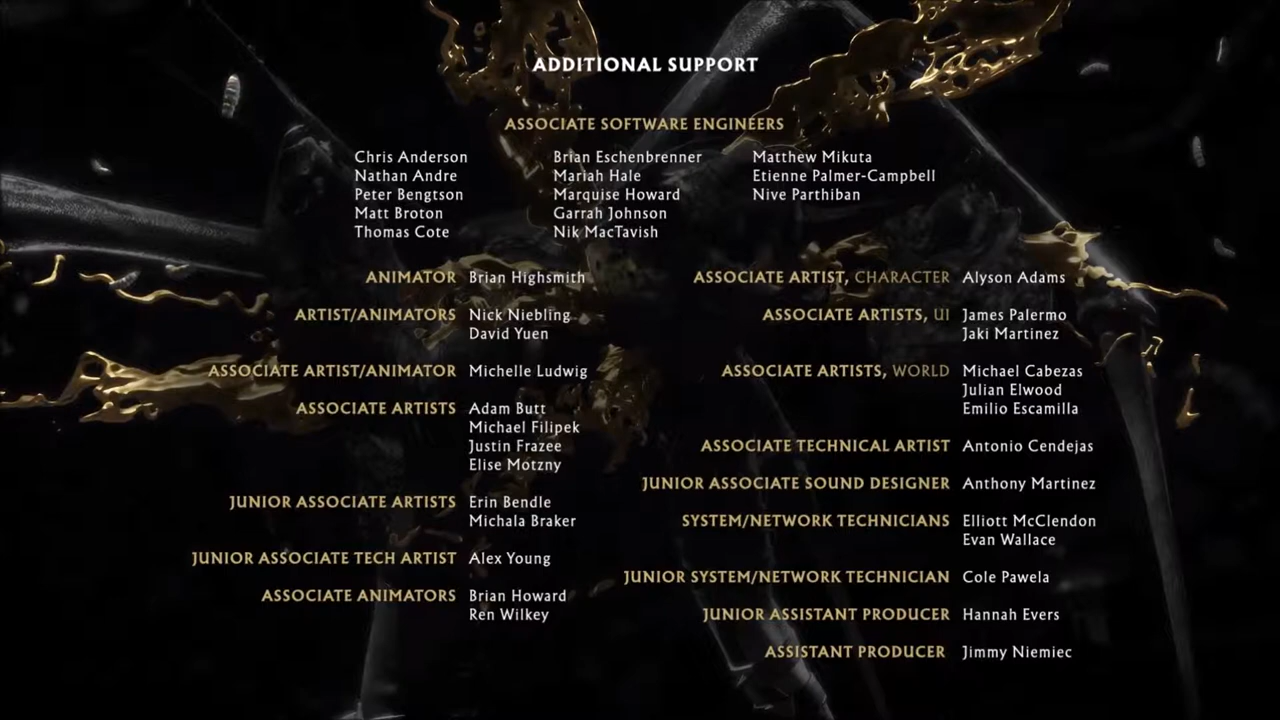 ADDITIONAL SUPPORT
ASSOCIATE SOFTWARE ENGINEERS
Chris Anderson
Nathan Andre
Peter Bengtson
Matt Broton
Thomas Cote
Brian Eschenbrenner
Mariah Hale
Marquise Howard
Garrah Johnson
Nik MacTavish
Matthew Mikuta
Etienne Palmer-Campbell
Nive Parthiban
ANIMATOR Brian Highsmith
ARTIST/ANIMATORS Nick Niebling
David Yuen
ASSOCIATE ARTIST/ANIMATOR Michelle Ludwig
ASSOCIATE ARTISTS Adam Butt
Michael Filipek
Justin Frazee
Elise Motzny
JUNIOR ASSOCIATE ARTISTS Erin Bendle
Michala Braker
JUNIOR ASSOCIATE TECH ARTIST Alex Young
ASSOCIATE ANIMATORS Brian Howard
Ren Wilkey
ASSOCIATE ARTIST, CHARACTER Alyson Adams
ASSOCIATE ARTISTS, UI James Palermo
Jaki Martinez
ASSOCIATE ARTISTS, WORLD Michael Cabezas
Julian Elwood
Emilio Escamilla
ASSOCIATE TECHNICAL ARTIST Antonio Cendejas
JUNIOR ASSOCIATE SOUND DESIGNER Anthony Martinez
SYSTEM/NETWORK TECHNICIANS Elliott McClendon
Evan Wallace
JUNIOR SYSTEM/NETWORK TECHNICIAN Cole Pawela
JUNIOR ASSISTANT PRODUCER Hannah Evers
ASSISTANT PRODUCER Jimmy Niemiec